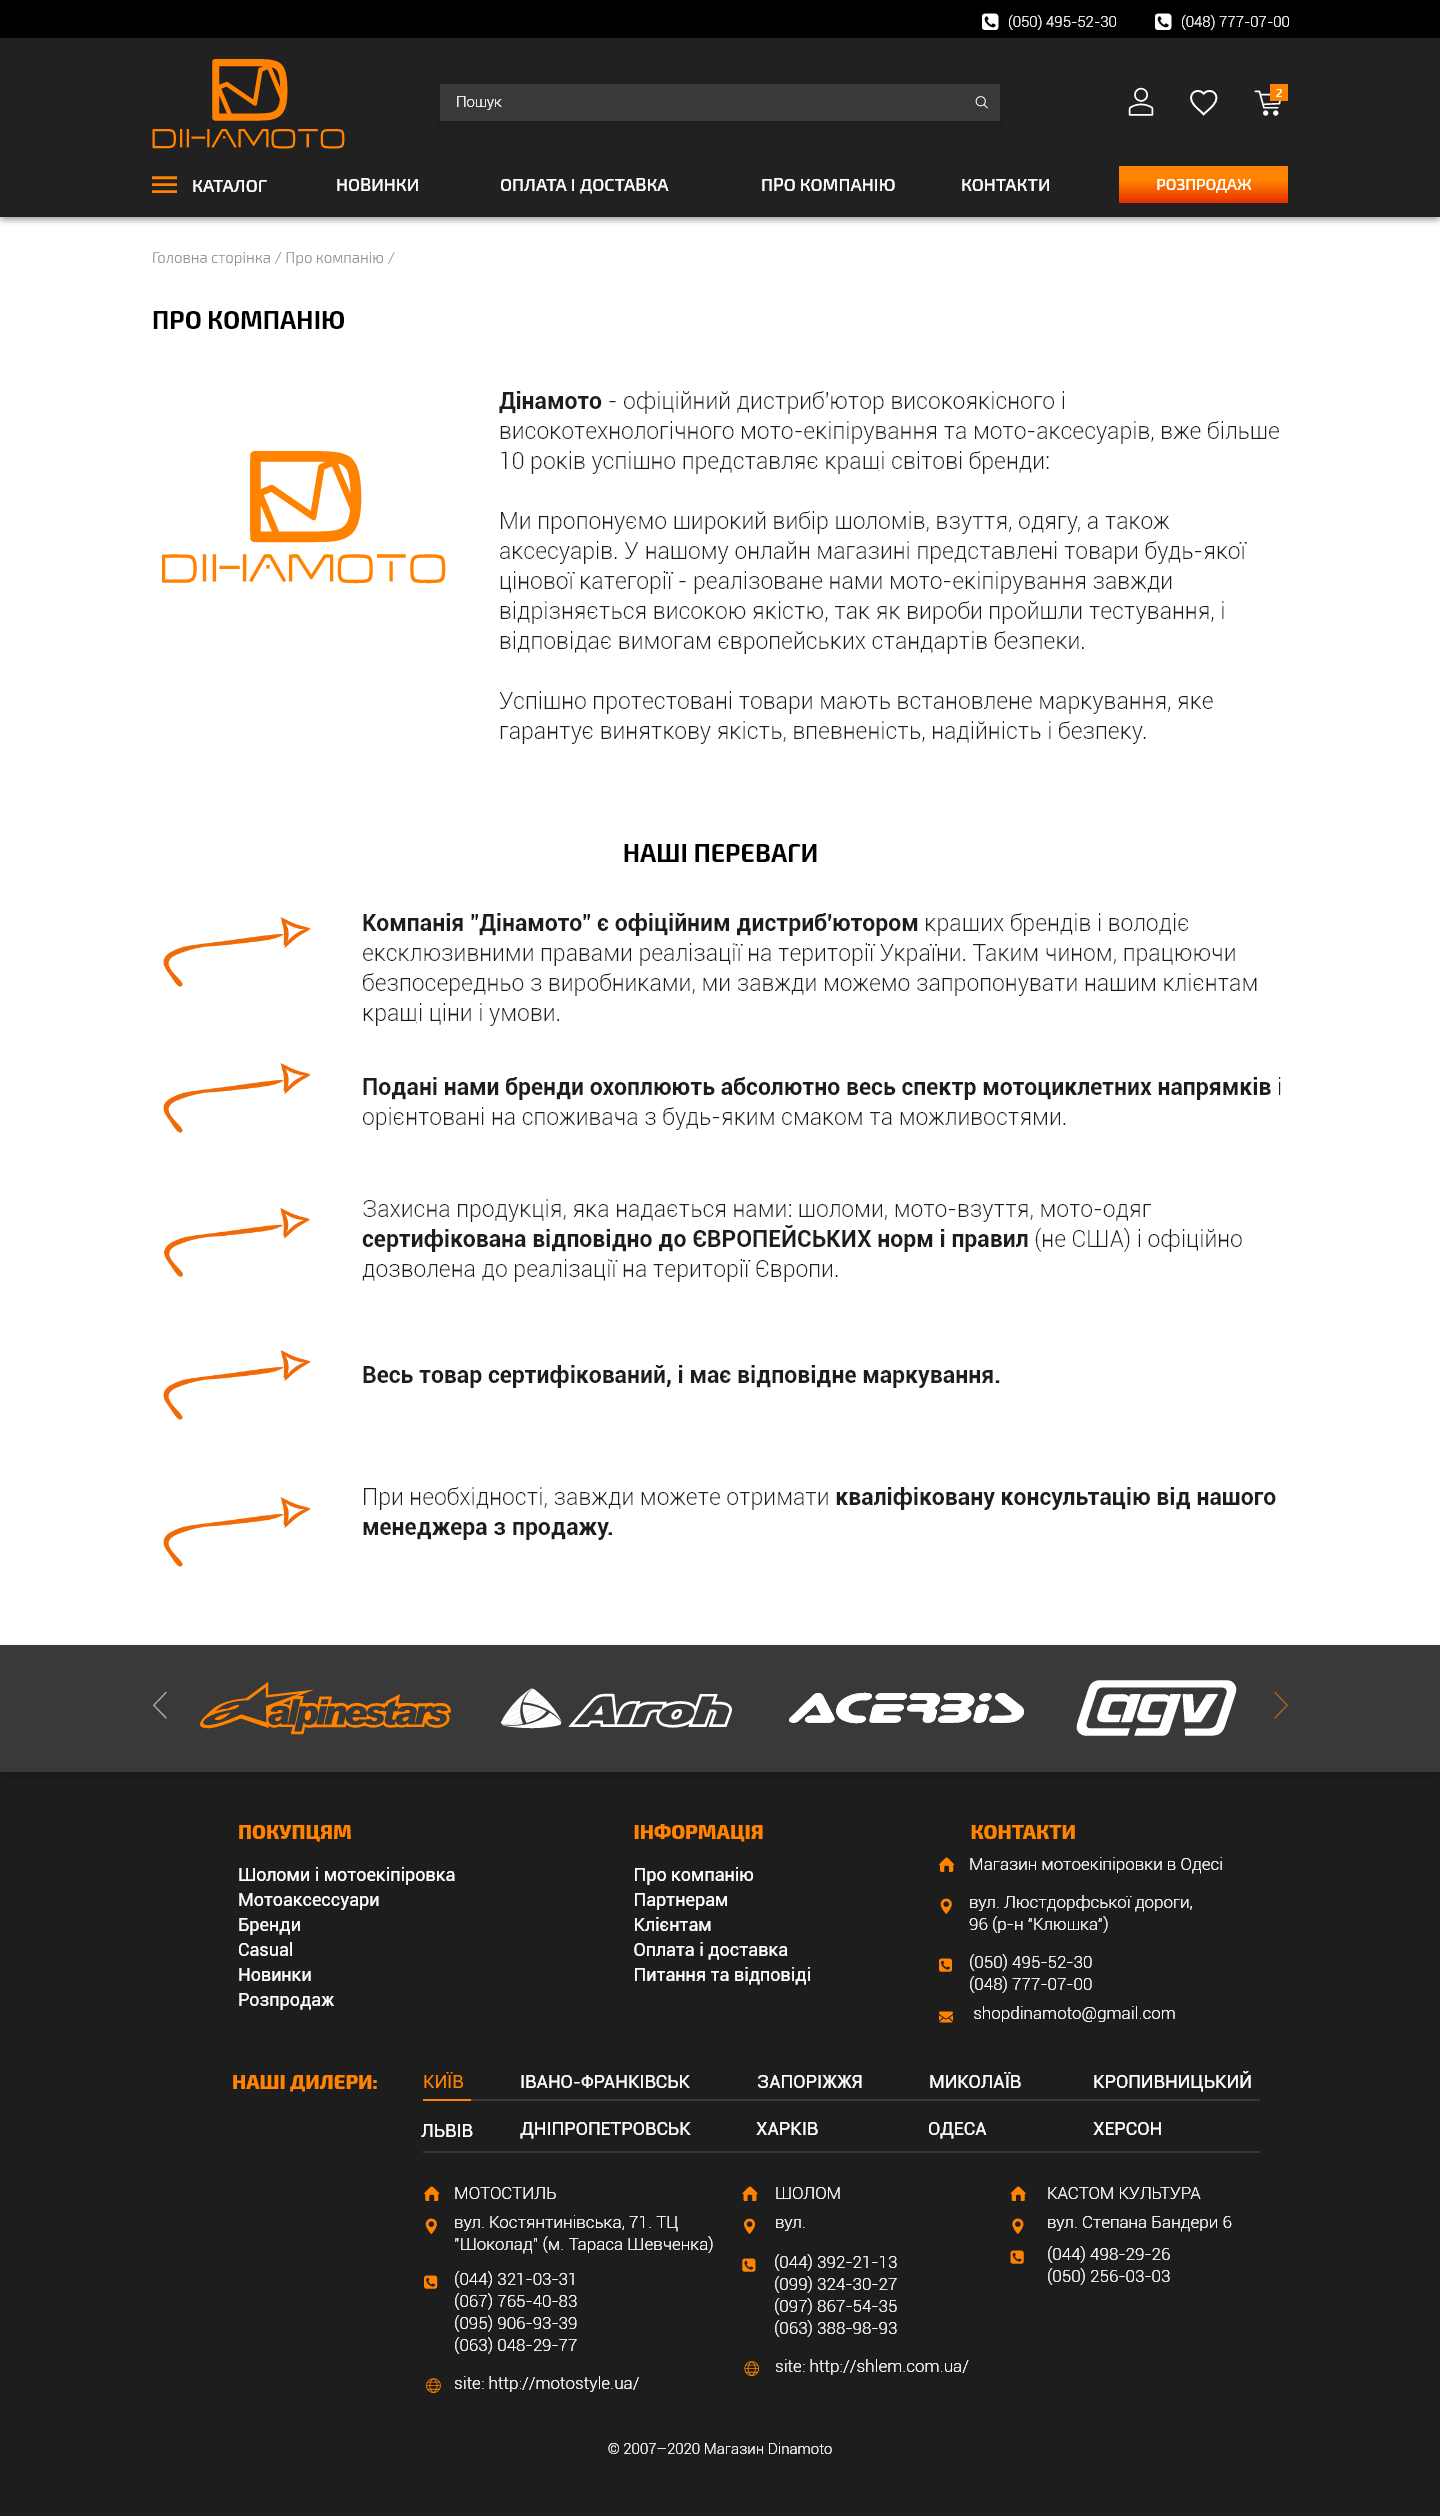 (050) 495-52-30 (048) 777-07-00
DIHAMOTO
Пошук
2
КАТАЛОГ НОВИНКИ ОПЛАТА І ДОСТАВКА ПРО КОМПАНІЮ КОНТАКТИ РОЗПРОДАЖ
Головна сторінка / Про компанію /
ПРО КОМПАНІЮ
DIHAMOTO
Дінамото - офіційний дистриб'ютор високоякісного і
високотехнологічного мото-екіпірування та мото-аксесуарів, вже більше
10 років успішно представляє кращі світові бренди:
Ми пропонуємо широкий вибір шоломів, взуття, одягу, а також
аксесуарів. У нашому онлайн магазині представлені товари будь-якої
цінової категорії - реалізоване нами мото-екіпірування завжди
відрізняється високою якістю, так як вироби пройшли тестування, і
відповідає вимогам європейських стандартів безпеки.
Успішно протестовані товари мають встановлене маркування, яке
гарантує виняткову якість, впевненість, надійність і безпеку.
НАШІ ПЕРЕВАГИ
Компанія "Дінамото" є офіційним дистриб'ютором кращих брендів і володіє
ексклюзивними правами реалізації на території України. Таким чином, працюючи
безпосередньо з виробниками, ми завжди можемо запропонувати нашим клієнтам
кращі ціни і умови.
Подані нами бренди охоплюють абсолютно весь спектр мотоциклетних напрямків і
орієнтовані на споживача з будь-яким смаком та можливостями.
Захисна продукція, яка надається нами: шоломи, мото-взуття, мото-одяг
сертифікована відповідно до ЄВРОПЕЙСЬКИХ норм і правил (не США) і офіційно
дозволена до реалізації на території Європи.
Весь товар сертифікований, і має відповідне маркування.
При необхідності, завжди можете отримати кваліфіковану консультацію від нашого
менеджера з продажу.
alpinestars Airoh ACERBIS agv
ПОКУПЦЯМ
Шоломи і мотоекіпіровка
Мотоаксессуари
Бренди
Casual
Новинки
Розпродаж
ІНФОРМАЦІЯ
Про компанію
Партнерам
Клієнтам
Оплата і доставка
Питання та відповіді
КОНТАКТИ
Магазин мотоекіпіровки в Одесі
вул. Люстдорфської дороги,
96 (р-н "Клюшка")
(050) 495-52-30
(048) 777-07-00
shopdinamoto@gmail.com
НАШІ ДИЛЕРИ:
КИЇВ ІВАНО-ФРАНКІВСЬК ЗАПОРІЖЖЯ МИКОЛАЇВ КРОПИВНИЦЬКИЙ
ЛЬВІВ ДНІПРОПЕТРОВСЬК ХАРКІВ ОДЕСА ХЕРСОН
МОТОСТИЛЬ
вул. Костянтинівська, 71. ТЦ
"Шоколад" (м. Тараса Шевченка)
(044) 321-03-31
(067) 765-40-83
(095) 906-93-39
(063) 048-29-77
site: http://motostyle.ua/
ШОЛОМ
вул.
(044) 392-21-13
(099) 324-30-27
(097) 867-54-35
(063) 388-98-93
site: http://shlem.com.ua/
КАСТОМ КУЛЬТУРА
вул. Степана Бандери 6
(044) 498-29-26
(050) 256-03-03
© 2007–2020 Магазин Dinamoto